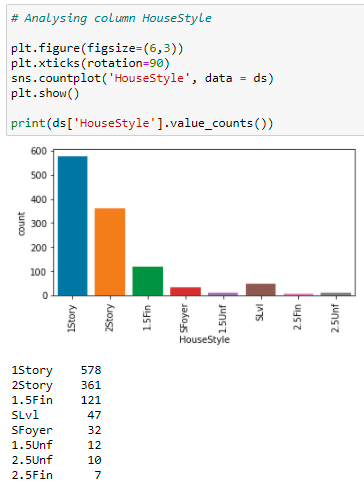 # Analysing column HouseStyle
plt.figure(figsize=(6,3))
plt.xticks(rotation=90)
sns.countplot('HouseStyle', data = ds)
plt.show()
print(ds['HouseStyle'].value_counts())
600
500
400
300
200
100
0
count
1Story
2Story
1.5Fin
SFoyer
1.5Unf
SLvl
2.5Fin
2.5Unf
HouseStyle
1Story 578
2Story 361
1.5Fin 121
SLvl 47
SFoyer 32
1.5Unf 12
2.5Unf 10
2.5Fin 7